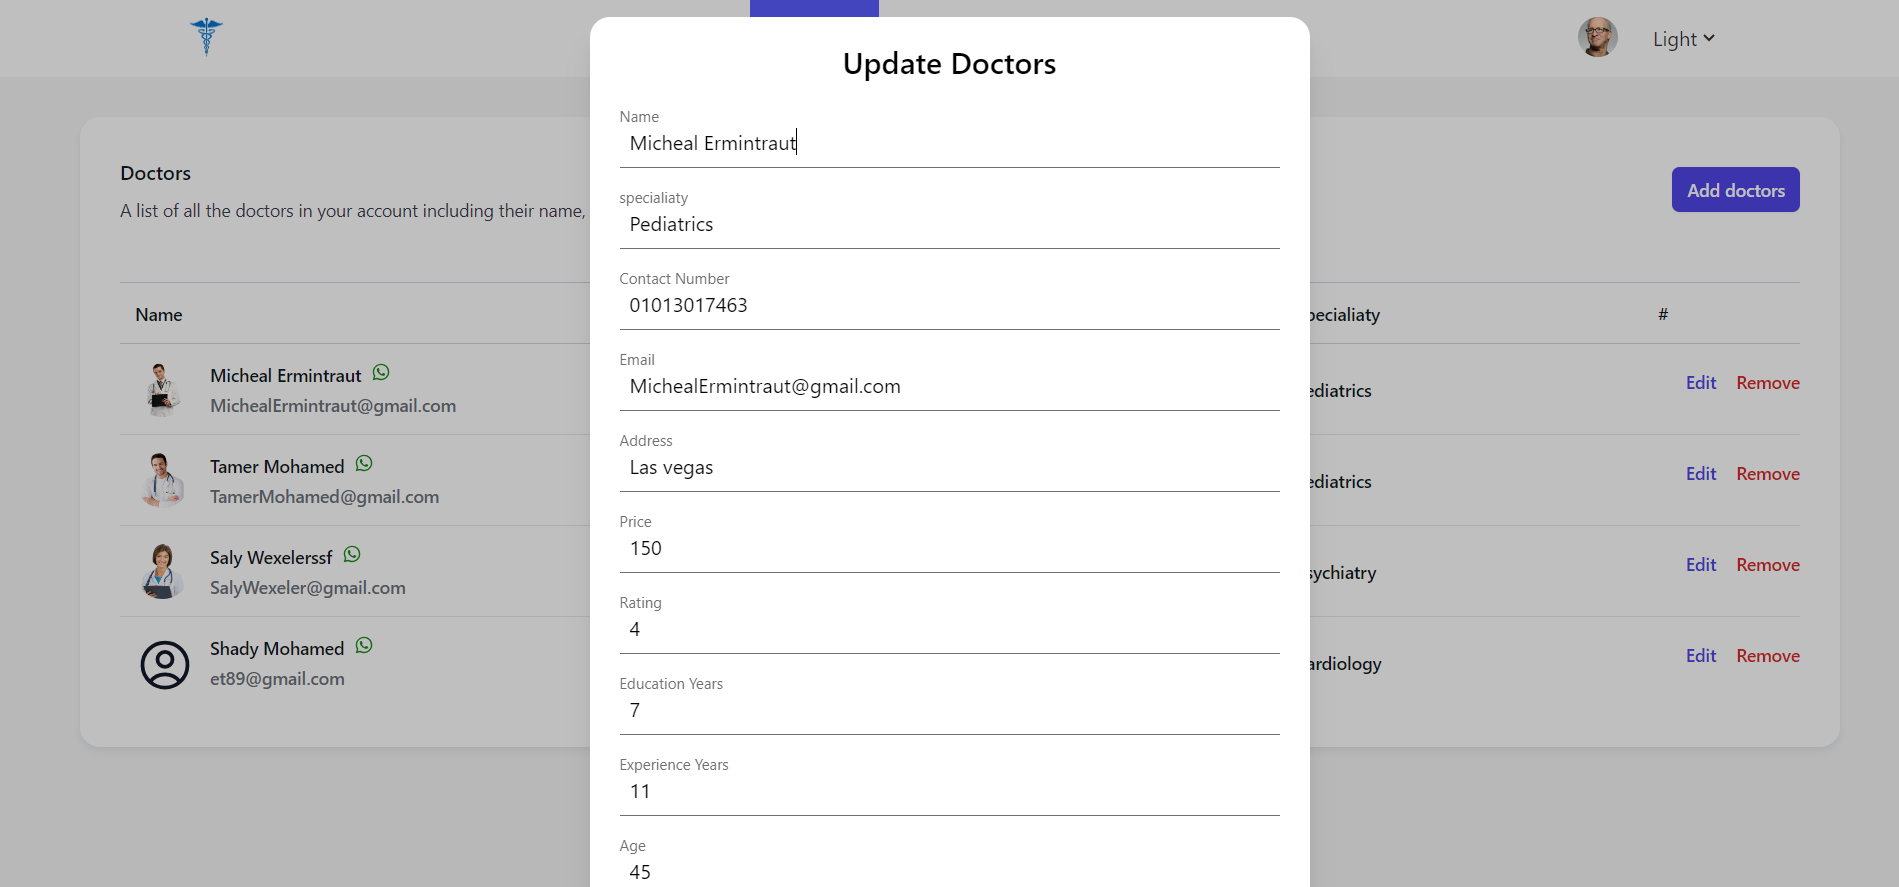 Light
Update Doctors
Name
Micheal Ermintraut
specialiaty
Pediatrics
Contact Number
01013017463
Email
MichealErmintraut@gmail.com
Address
Las vegas
Price
150
Rating
4
Education Years
7
Experience Years
11
Age
45
Doctors
A list of all the doctors in your account including their name,
Add doctors
Name
pecialiaty
#
Micheal Ermintraut
MichealErmintraut@gmail.com
ediatrics
Edit Remove
Tamer Mohamed
TamerMohamed@gmail.com
ediatrics
Edit Remove
Saly Wexelerssf
SalyWexeler@gmail.com
sychiatry
Edit Remove
Shady Mohamed
et89@gmail.com
ardiology
Edit Remove